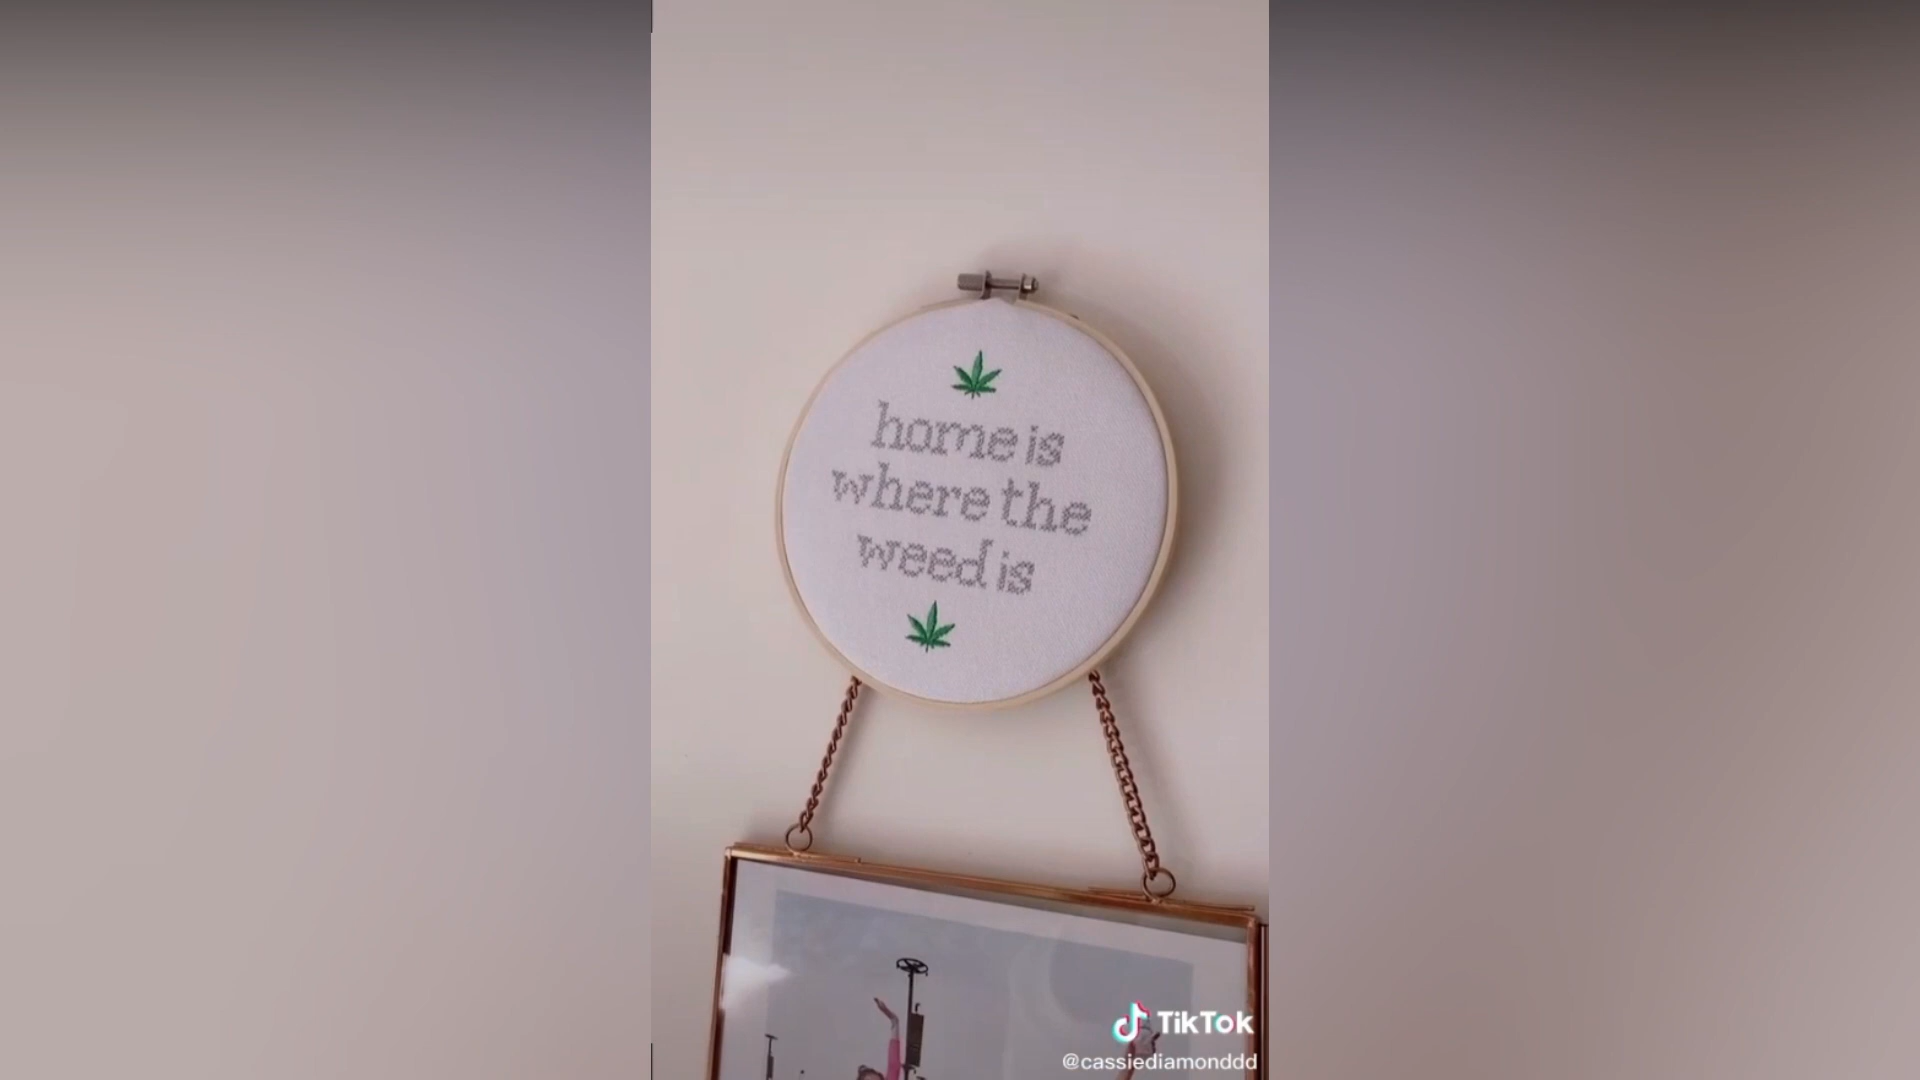 home is
where the
weed is
TikTok
@cassiediamonddd